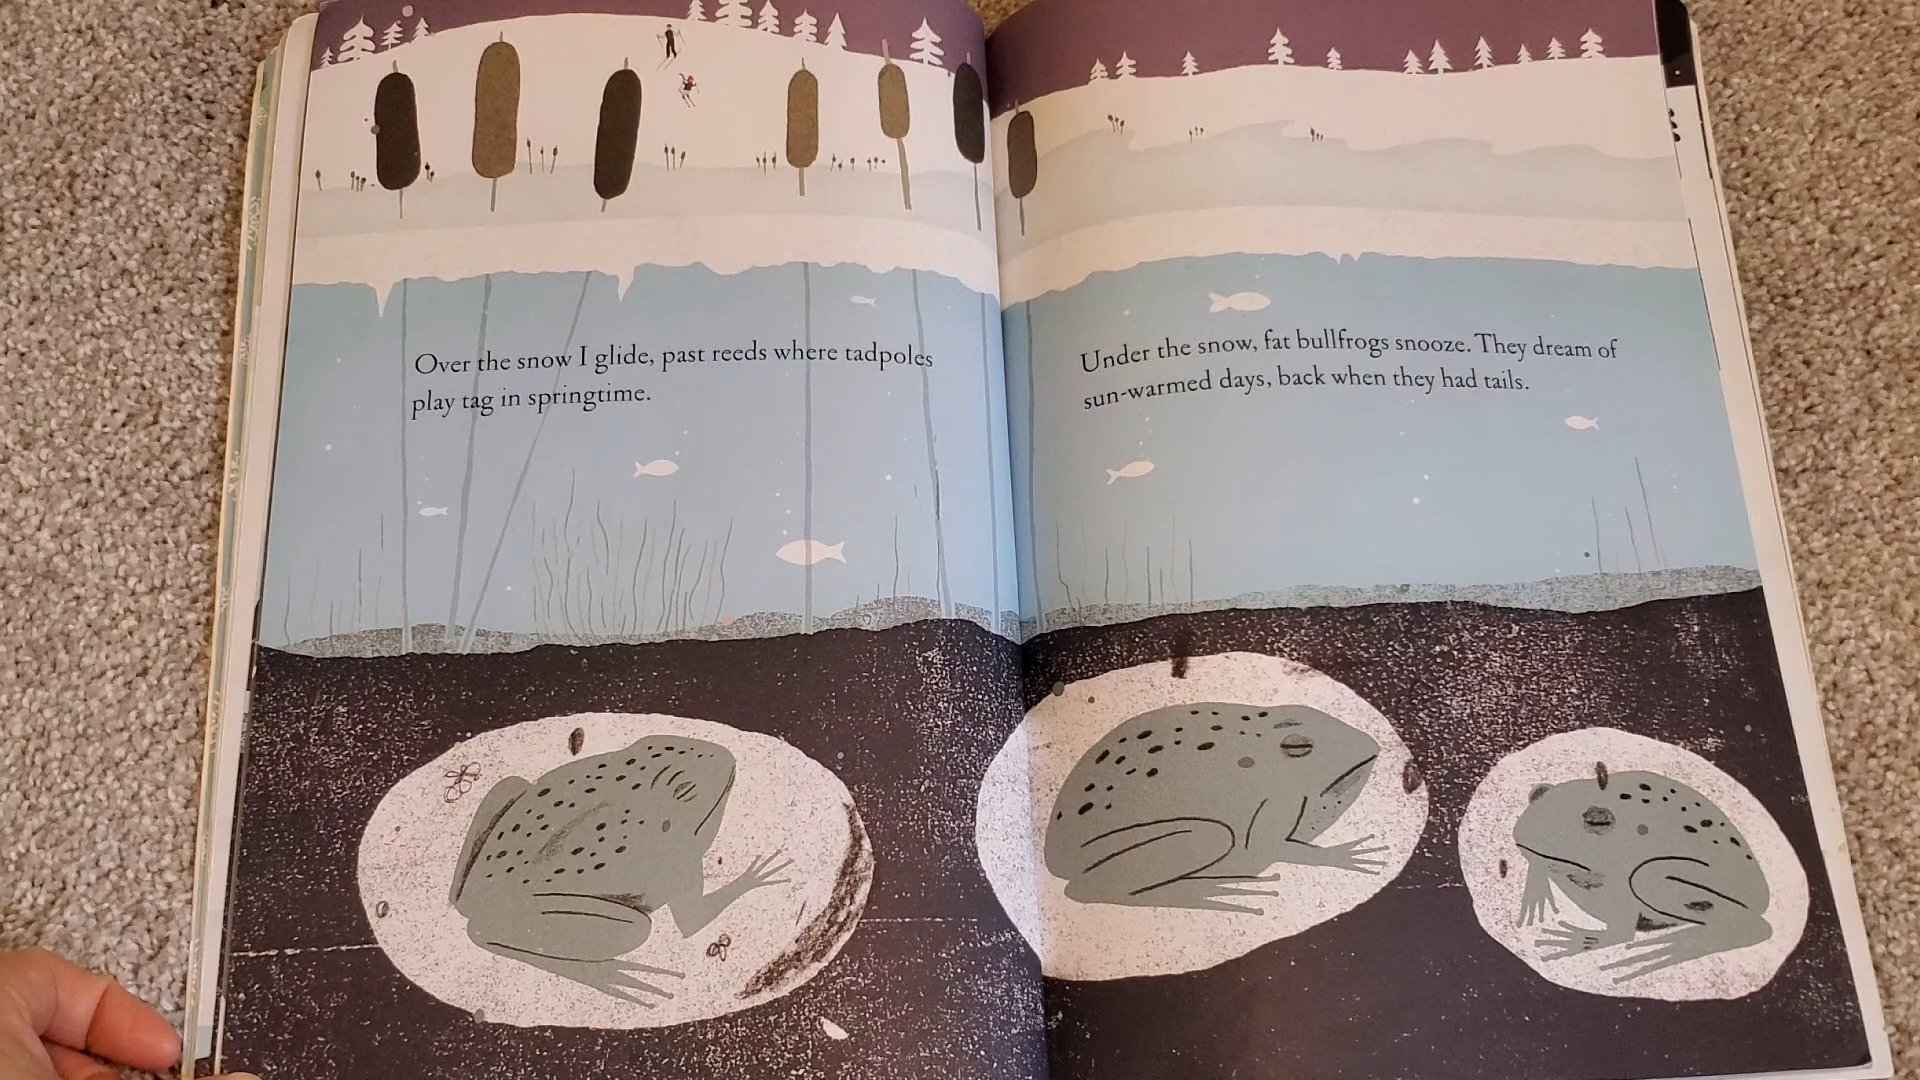 Over the snow I glide, past reeds where tadpoles
play tag in springtime.
Under the snow, fat bullfrogs snooze. They dream of
sun-warmed days, back when they had tails.